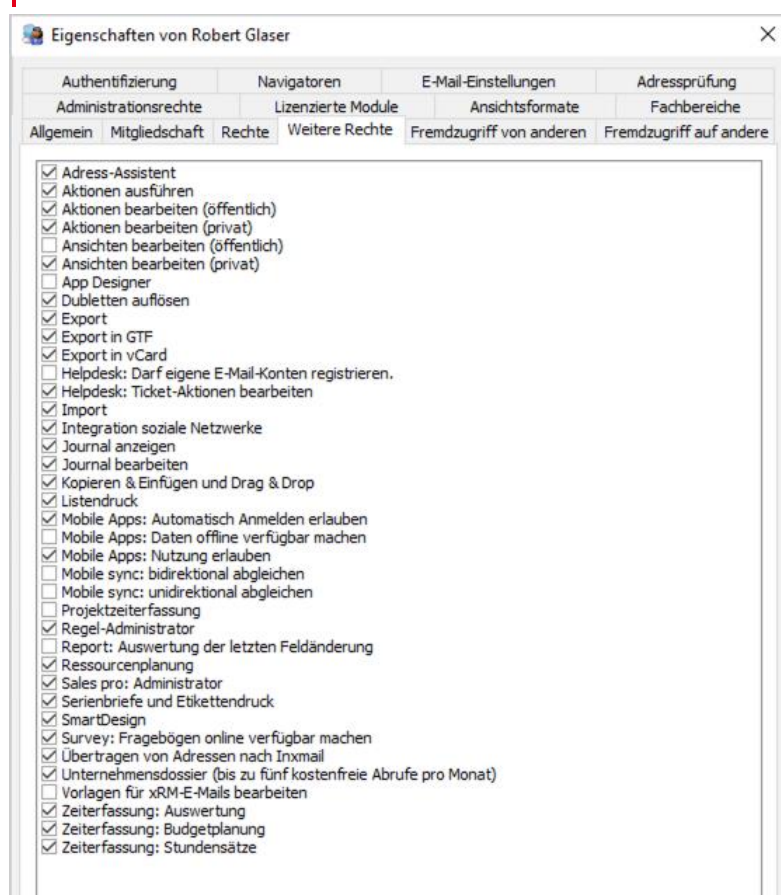 Eigenschaften von Robert Glaser
Authentifizierung Navigatoren E-Mail-Einstellungen Adressprüfung
Administrationsrechte Lizenzierte Module Ansichtsformate Fachbereiche
Allgemein Mitgliedschaft Rechte Weitere Rechte Fremdzugriff von anderen Fremdzugriff auf andere
Adress-Assistent
Aktionen ausführen
Aktionen bearbeiten (öffentlich)
Aktionen bearbeiten (privat)
Ansichten bearbeiten (öffentlich)
Ansichten bearbeiten (privat)
App Designer
Dubletten auflösen
Export
Export in GTF
Export in vCard
Helpdesk: Darf eigene E-Mail-Konten registrieren.
Helpdesk: Ticket-Aktionen bearbeiten
Import
Integration soziale Netzwerke
Journal anzeigen
Journal bearbeiten
Kopieren & Einfügen und Drag & Drop
Listendruck
Mobile Apps: Automatisch Anmelden erlauben
Mobile Apps: Daten offline verfügbar machen
Mobile Apps: Nutzung erlauben
Mobile sync: bidirektional abgleichen
Mobile sync: unidirektional abgleichen
Projektzeiterfassung
Regel-Administrator
Report: Auswertung der letzten Feldänderung
Ressourcenplanung
Sales pro: Administrator
Serienbriefe und Etikettendruck
SmartDesign
Survey: Fragebögen online verfügbar machen
Übertragen von Adressen nach Inxmail
Unternehmensdossier (bis zu fünf kostenfreie Abrufe pro Monat)
Vorlagen für xRM-E-Mails bearbeiten
Zeiterfassung: Auswertung
Zeiterfassung: Budgetplanung
Zeiterfassung: Stundensätze